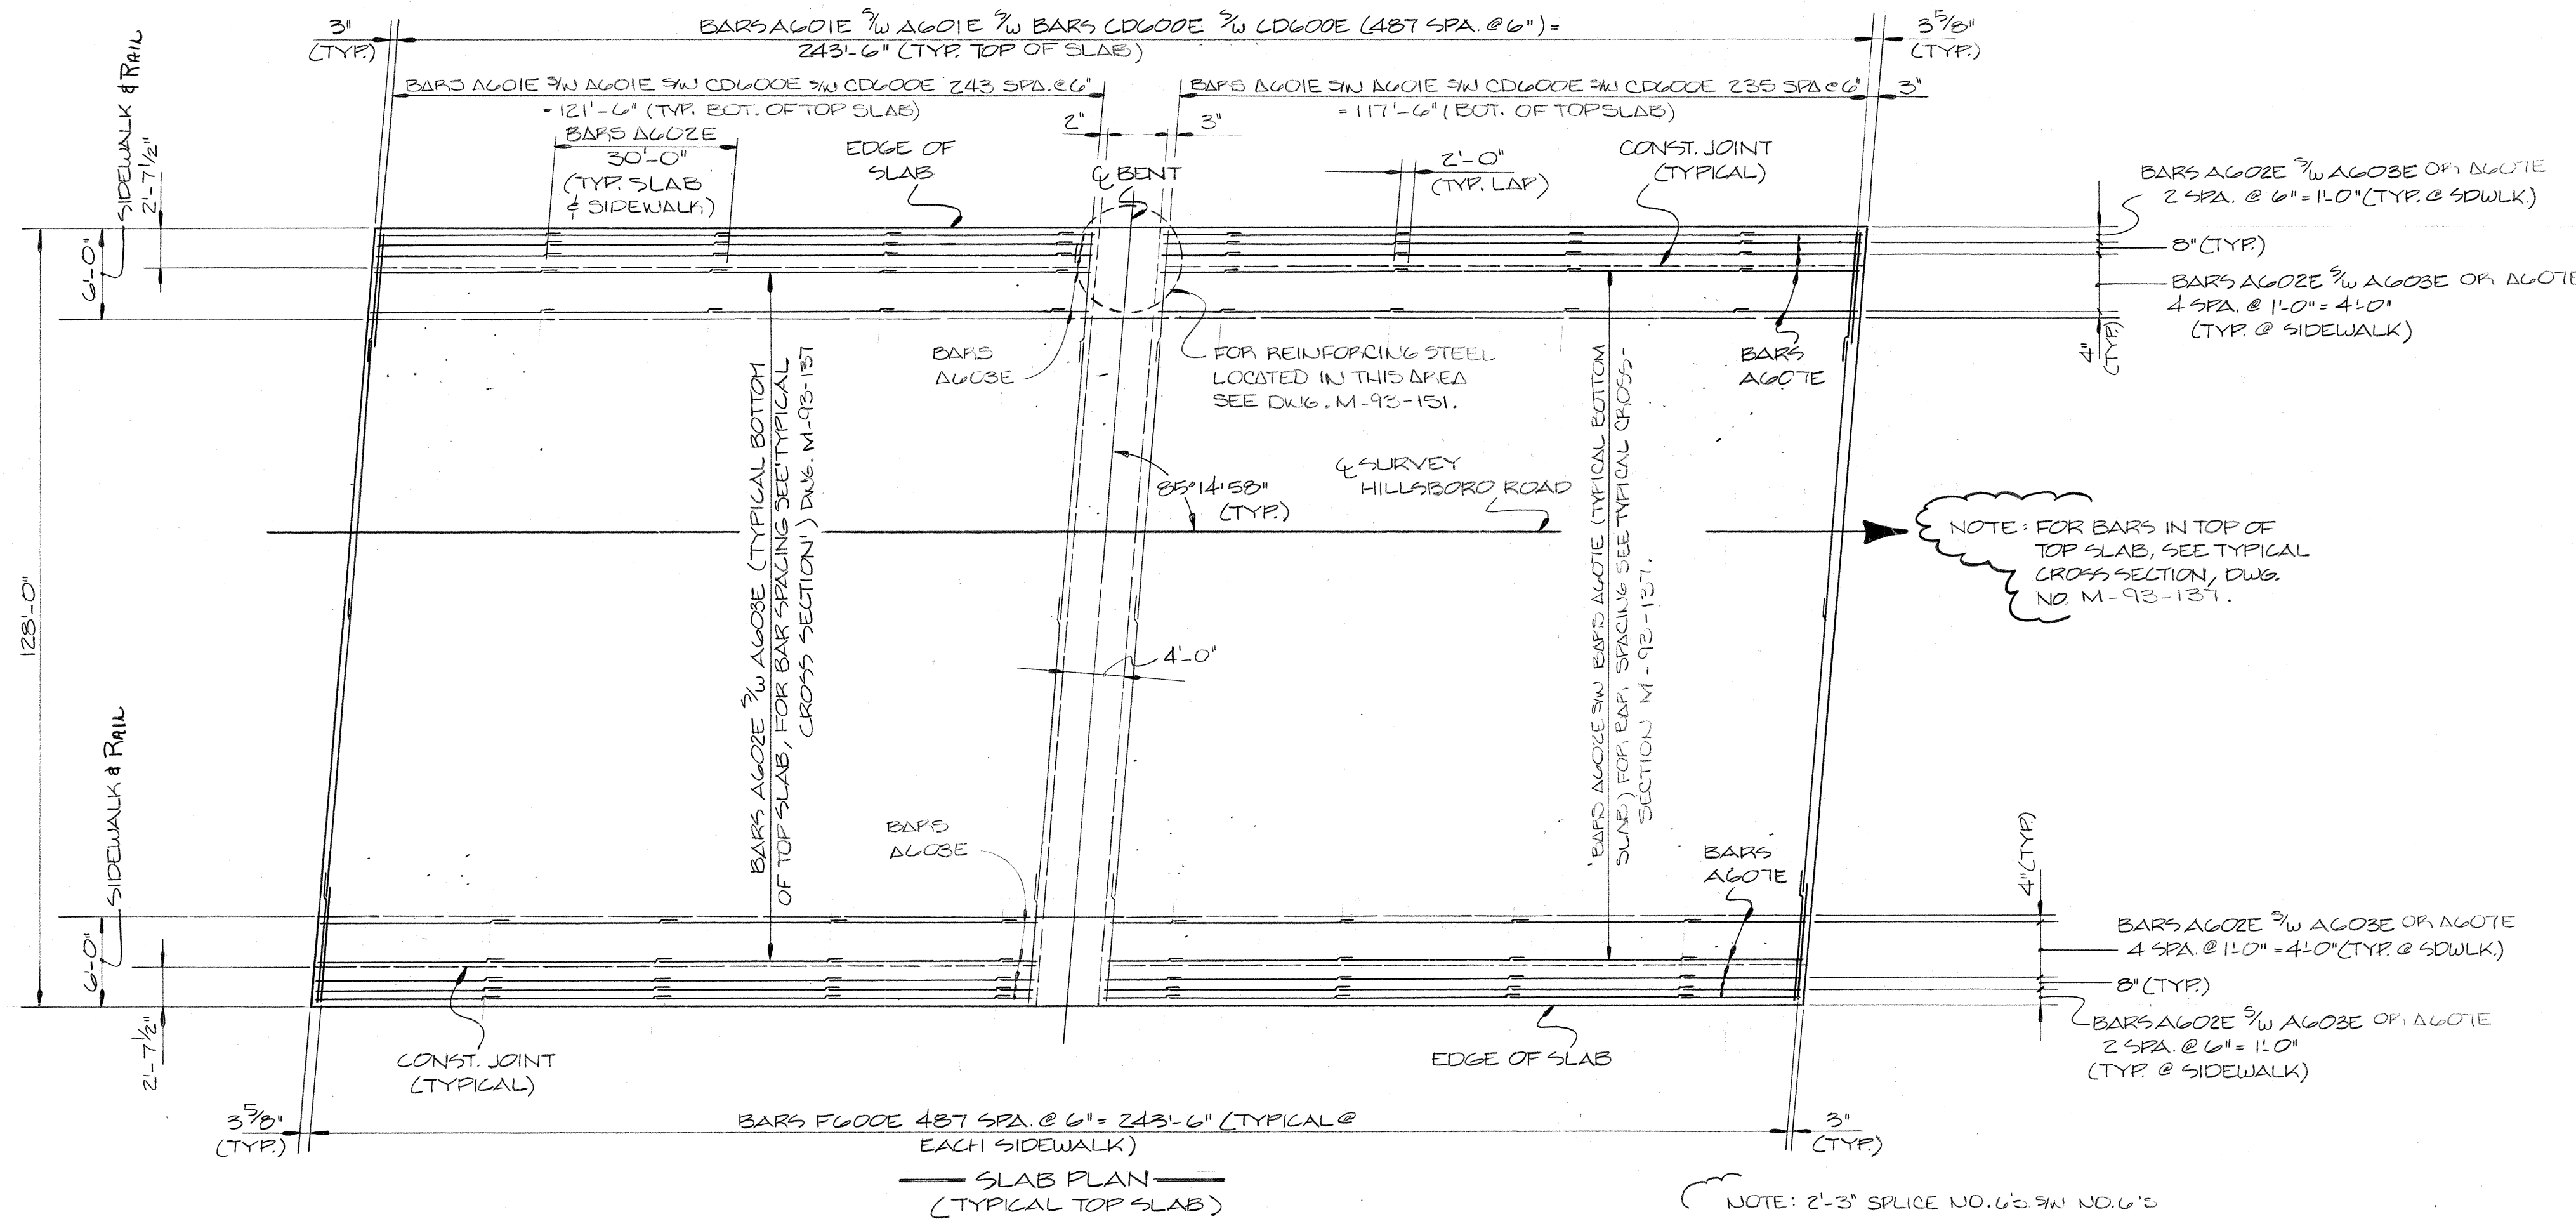 BARS A601E S/W A601E S/W BARS CD600E S/W CD600E (487 SPA. @ 6") =
243'-6" (TYP. TOP OF SLAB)
3"
(TYP.)
3 5/8"
(TYP.)
BARS A601E S/W A601E S/W CD600E S/W CD600E 243 SPA. @ 6"
= 121'-6" (TYP. BOT. OF TOP SLAB)
BARS A601E S/W A601E S/W CD600E S/W CD600E 235 SPA @ 6"
= 117'-6" (BOT. OF TOP SLAB)
3"
2"
3"
BARS A602E
30'-0"
(TYP. SLAB
& SIDEWALK)
EDGE OF
SLAB
℄ BENT
2'-0"
(TYP. LAP)
CONST. JOINT
(TYPICAL)
SIDEWALK & RAIL
2'-7 1/2"
6'-0"
128'-0"
BARS A602E S/W A603E OR A607E
2 SPA. @ 6" = 1'-0" (TYP. @ SDWLK.)
8" (TYP.)
BARS A602E S/W A603E OR A607E
4 SPA. @ 1'-0" = 4'-0"
(TYP. @ SIDEWALK)
4"
(TYP.)
BARS
A603E
FOR REINFORCING STEEL
LOCATED IN THIS AREA
SEE DWG. M-93-151.
BARS
A607E
BARS A602E S/W A603E (TYPICAL BOTTOM
OF TOP SLAB, FOR BAR SPACING SEE 'TYPICAL
CROSS SECTION') DWG. M-93-137
85°14'58"
(TYP.)
℄ SURVEY
HILLSBORO ROAD
BARS A602E S/W BARS A607E (TYPICAL BOTTOM
SLAB) FOR BAR SPACING SEE TYPICAL CROSS-
SECTION M-93-137.
NOTE: FOR BARS IN TOP OF
TOP SLAB, SEE TYPICAL
CROSS SECTION, DWG.
NO. M-93-137.
4'-0"
SIDEWALK & RAIL
6'-0"
2'-7 1/2"
BARS
A603E
BARS
A607E
4" (TYP.)
BARS A602E S/W A603E OR A607E
4 SPA. @ 1'-0" = 4'-0" (TYP. @ SDWLK.)
8" (TYP.)
BARS A602E S/W A603E OR A607E
2 SPA. @ 6" = 1'-0"
(TYP. @ SIDEWALK)
CONST. JOINT
(TYPICAL)
EDGE OF SLAB
3 5/8"
(TYP.)
BARS F600E 487 SPA. @ 6" = 243'-6" (TYPICAL @
EACH SIDEWALK)
3"
(TYP.)
SLAB PLAN
(TYPICAL TOP SLAB)
NOTE: 2'-3" SPLICE NO. 6'S S/W NO. 6'S